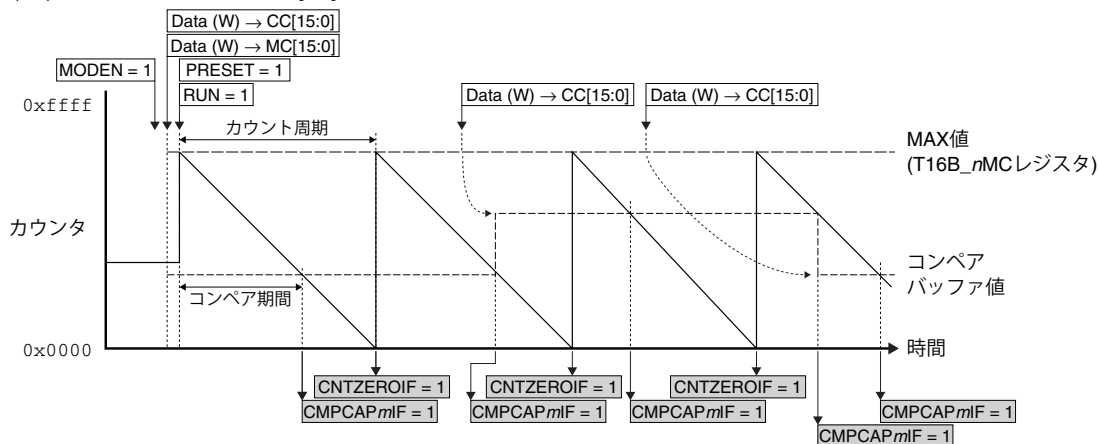 Data (W) → CC[15:0]
Data (W) → MC[15:0]
MODEN = 1
PRESET = 1
RUN = 1
Data (W) → CC[15:0]
Data (W) → CC[15:0]
0xffff
カウント周期
MAX値
(T16B_nMCレジスタ)
カウンタ
コンペア
バッファ値
コンペア期間
0x0000
時間
CNTZEROIF = 1
CNTZEROIF = 1
CNTZEROIF = 1
CMPCAPmIF = 1
CMPCAPmIF = 1
CMPCAPmIF = 1
CMPCAPmIF = 1
CMPCAPmIF = 1